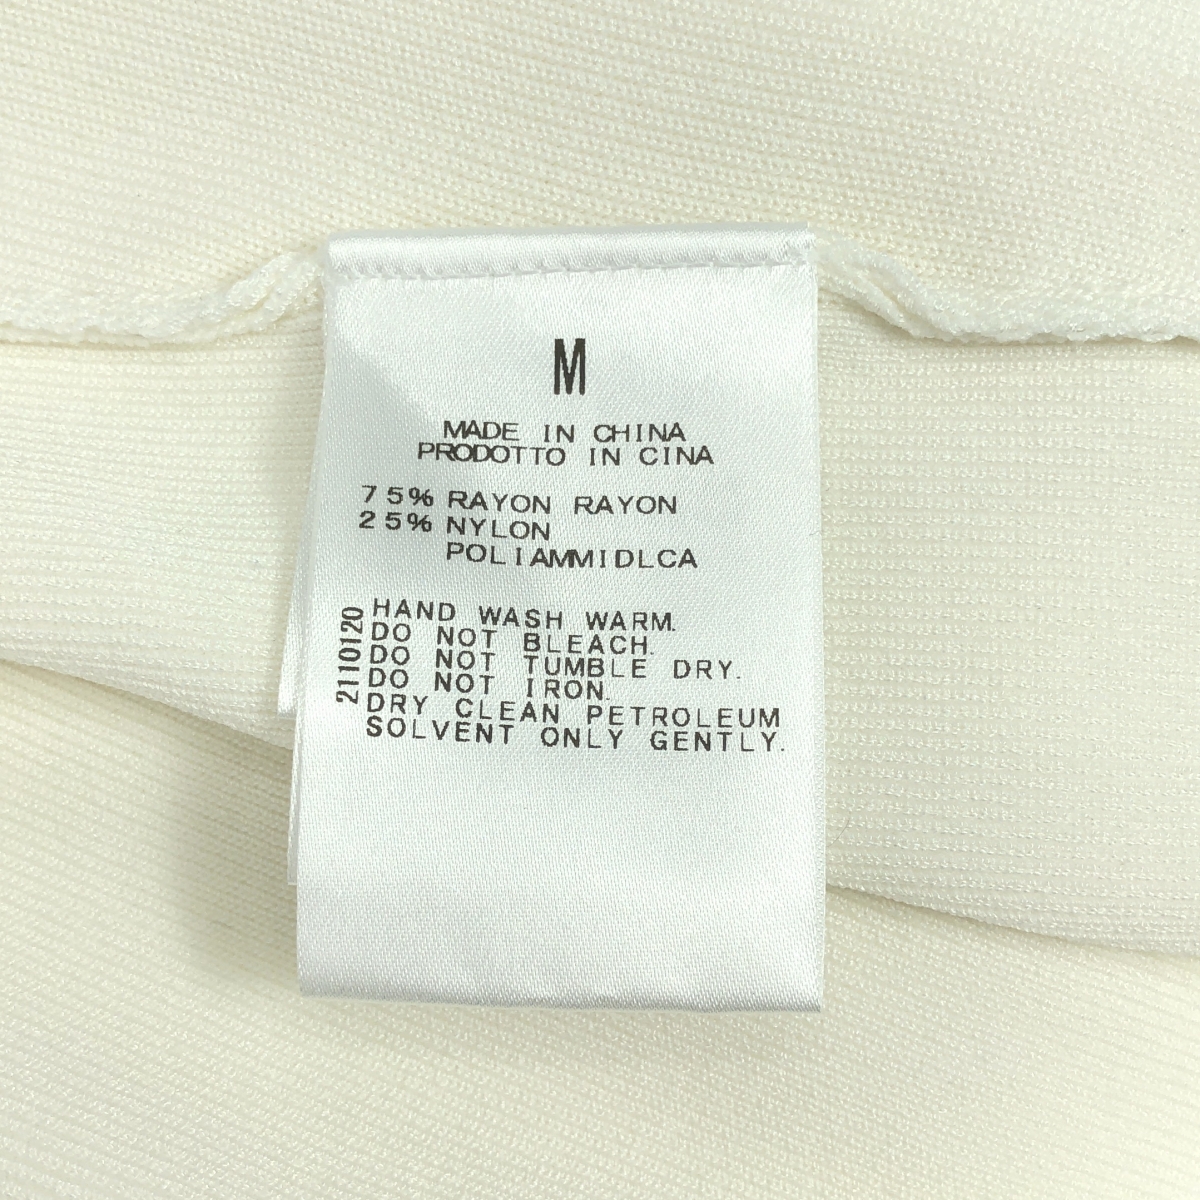 M
MADE IN CHINA
PRODOTTO IN CINA
75% RAYON RAYON
25% NYLON
POLIAMMIDLCA
HAND WASH WARM.
DO NOT BLEACH.
DO NOT TUMBLE DRY.
DO NOT IRON.
DRY CLEAN PETROLEUM
SOLVENT ONLY GENTLY.
2110120